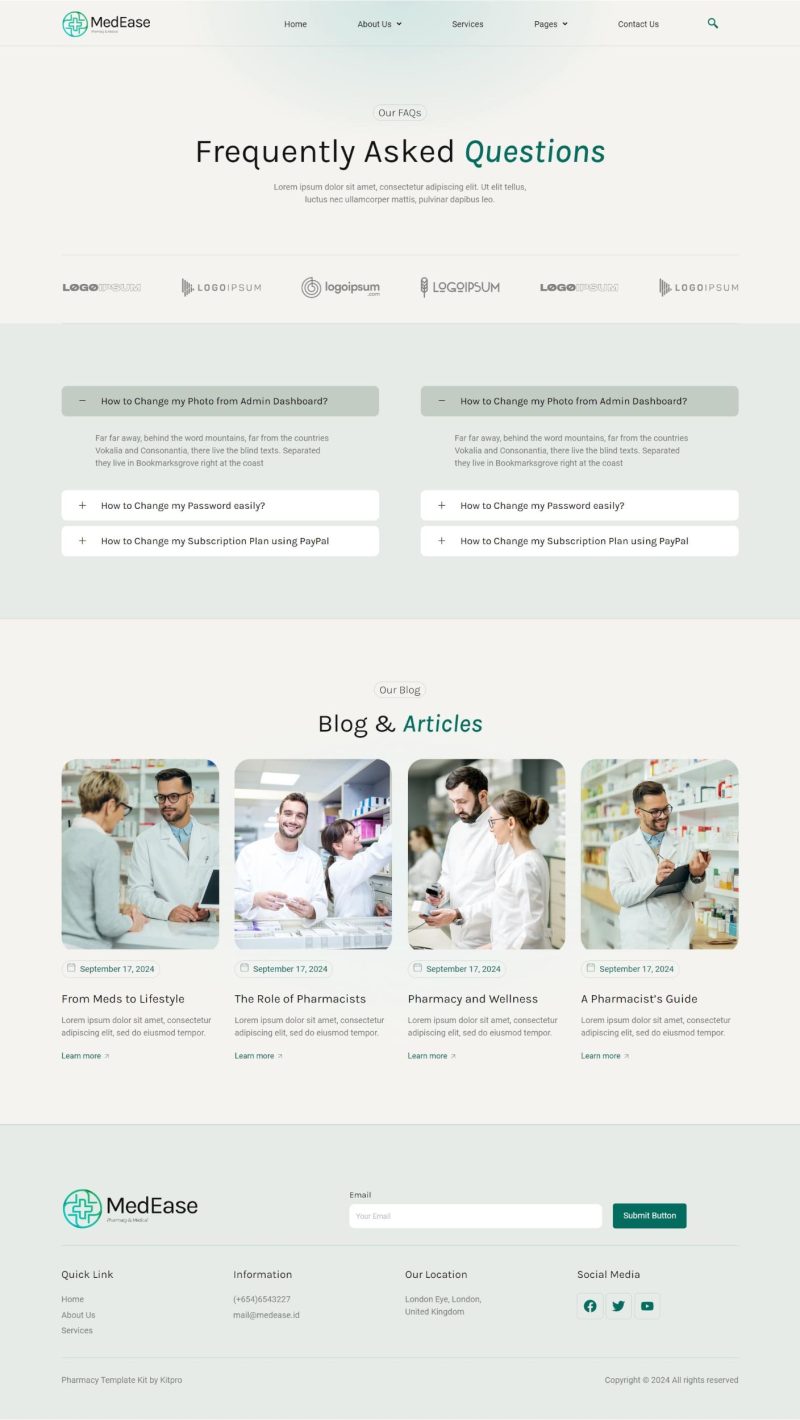 MedEase
Pharmacy & Medical
Home
About Us
Services
Pages
Contact Us
Our FAQs
Frequently Asked Questions
Lorem ipsum dolor sit amet, consectetur adipiscing elit. Ut elit tellus,
luctus nec ullamcorper mattis, pulvinar dapibus leo.
LOGOIPSUM
LOGOIPSUM
logoipsum
.com
LOGOIPSUM
LOGOIPSUM
LOGOIPSUM
How to Change my Photo from Admin Dashboard?
Far far away, behind the word mountains, far from the countries
Vokalia and Consonantia, there live the blind texts. Separated
they live in Bookmarksgrove right at the coast
How to Change my Password easily?
How to Change my Subscription Plan using PayPal
How to Change my Photo from Admin Dashboard?
Far far away, behind the word mountains, far from the countries
Vokalia and Consonantia, there live the blind texts. Separated
they live in Bookmarksgrove right at the coast
How to Change my Password easily?
How to Change my Subscription Plan using PayPal
Our Blog
Blog & Articles
September 17, 2024
From Meds to Lifestyle
Lorem ipsum dolor sit amet, consectetur
adipiscing elit, sed do eiusmod tempor.
Learn more
September 17, 2024
The Role of Pharmacists
Lorem ipsum dolor sit amet, consectetur
adipiscing elit, sed do eiusmod tempor.
Learn more
September 17, 2024
Pharmacy and Wellness
Lorem ipsum dolor sit amet, consectetur
adipiscing elit, sed do eiusmod tempor.
Learn more
September 17, 2024
A Pharmacist's Guide
Lorem ipsum dolor sit amet, consectetur
adipiscing elit, sed do eiusmod tempor.
Learn more
MedEase
Pharmacy & Medical
Email
Your Email
Submit Button
Quick Link
Home
About Us
Services
Information
(+654)6543227
mail@medease.id
Our Location
London Eye, London,
United Kingdom
Social Media
Pharmacy Template Kit by Kitpro
Copyright © 2024 All rights reserved